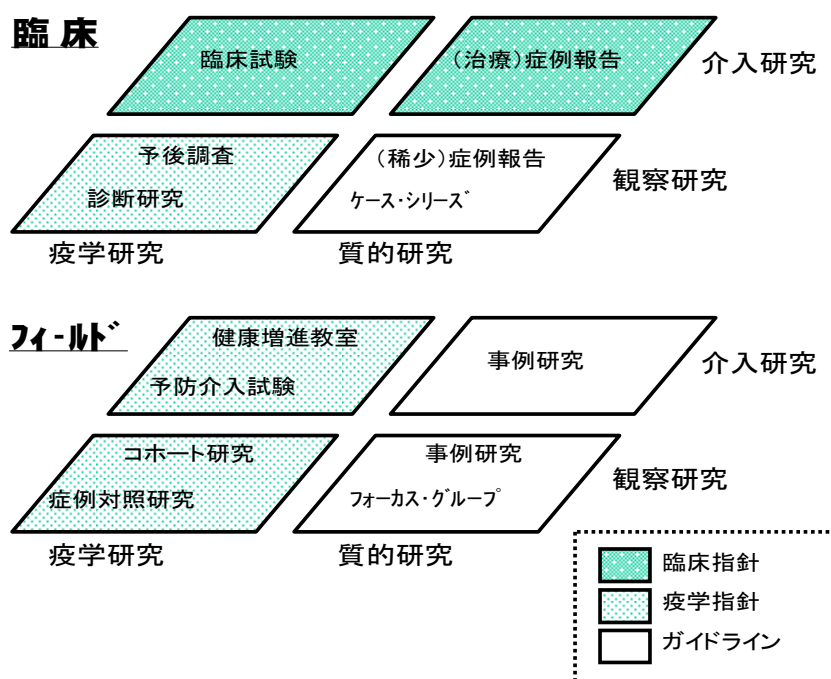 臨 床
臨床試験
（治療）症例報告
介入研究
予後調査
診断研究
（稀少）症例報告
ｹｰｽ･ｼﾘｰｽﾞ
観察研究
疫学研究
質的研究
ﾌｨｰﾙﾄﾞ
健康増進教室
予防介入試験
事例研究
介入研究
コホート研究
症例対照研究
事例研究
ﾌｫｰｶｽ･ｸﾞﾙｰﾌﾟ
観察研究
疫学研究
質的研究
臨床指針
疫学指針
ガイドライン